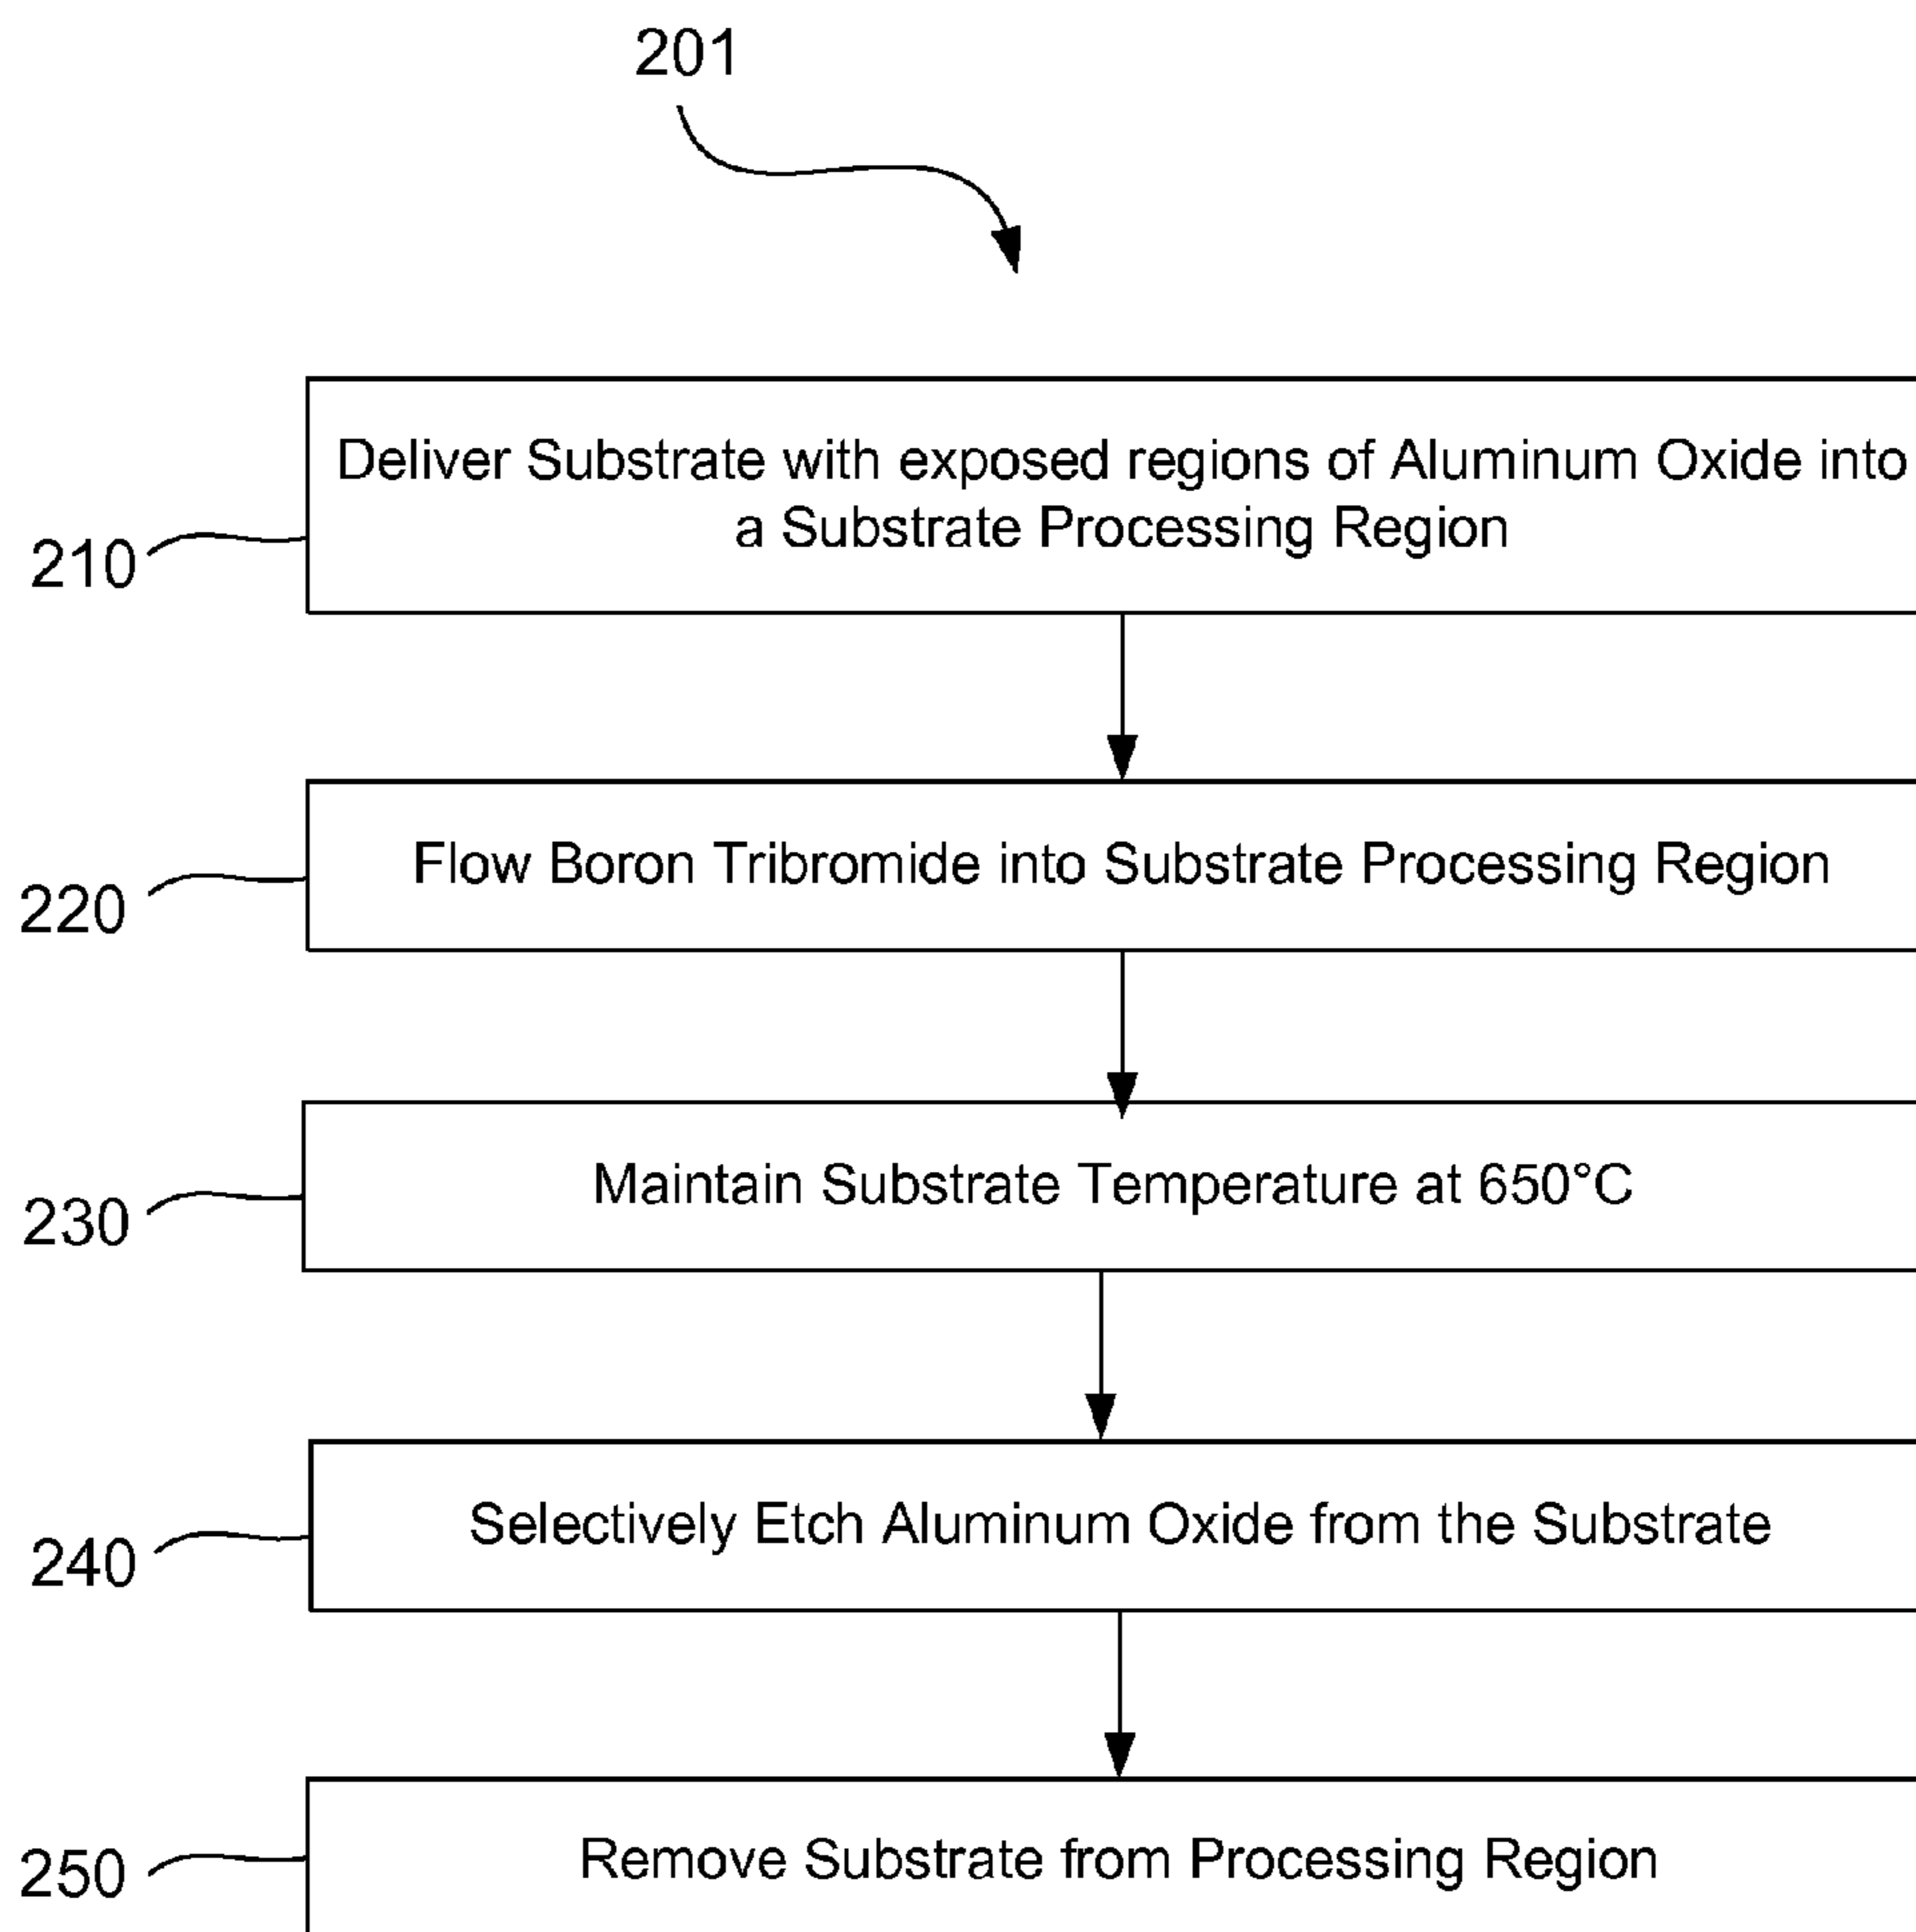 201
Deliver Substrate with exposed regions of Aluminum Oxide into
a Substrate Processing Region
210
Flow Boron Tribromide into Substrate Processing Region
220
Maintain Substrate Temperature at 650°C
230
Selectively Etch Aluminum Oxide from the Substrate
240
Remove Substrate from Processing Region
250